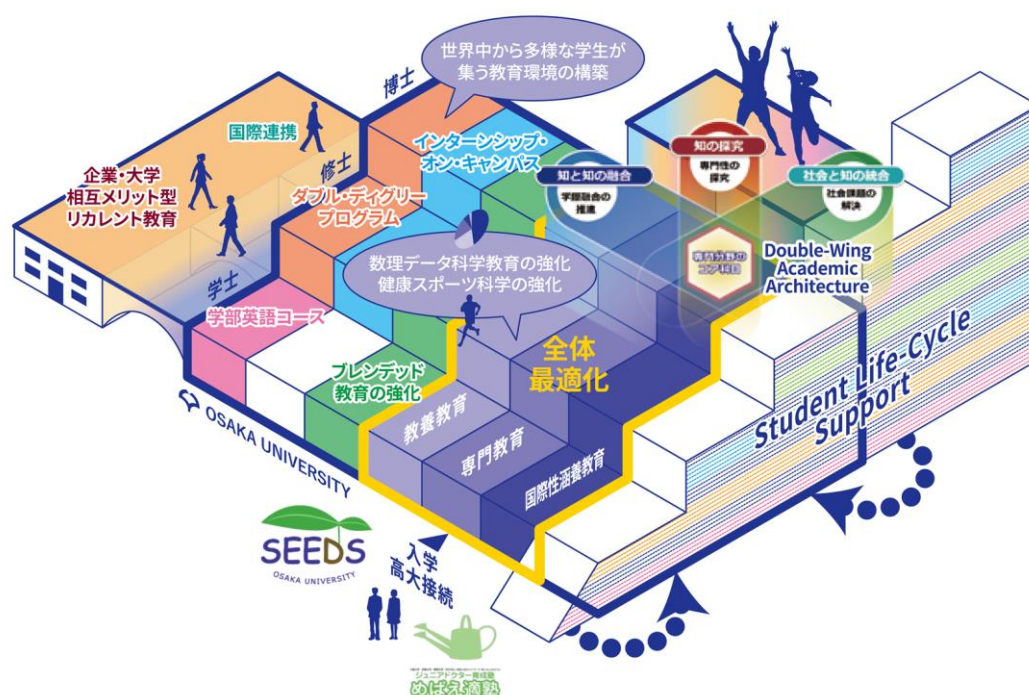 世界中から多様な学生が
集う教育環境の構築
博士
国際連携
修士
企業・大学
相互メリット型
リカレント教育
インターンシップ・
オン・キャンパス
ダブル・ディグリー
プログラム
知の探究
専門性の
探究
知と知の融合
学際融合の
推進
社会と知の統合
社会課題の
解決
専門分野の
コア科目
Double-Wing
Academic
Architecture
数理データ科学教育の強化
健康スポーツ科学の強化
学士
学部英語コース
全体
最適化
ブレンデッド
教育の強化
教養教育
専門教育
国際性涵養教育
Student Life-Cycle
Support
OSAKA UNIVERSITY
SEEDS
OSAKA UNIVERSITY
入学
高大接続
ジュニアドクター育成塾
めばえ適塾